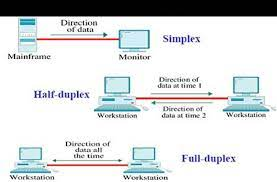 Direction
of data
Simplex
Mainframe
Monitor
Direction of
data at time 1
Half-duplex
Direction of
data at time 2
Workstation
Workstation
Direction of
data all
the time
Full-duplex
Workstation
Workstation